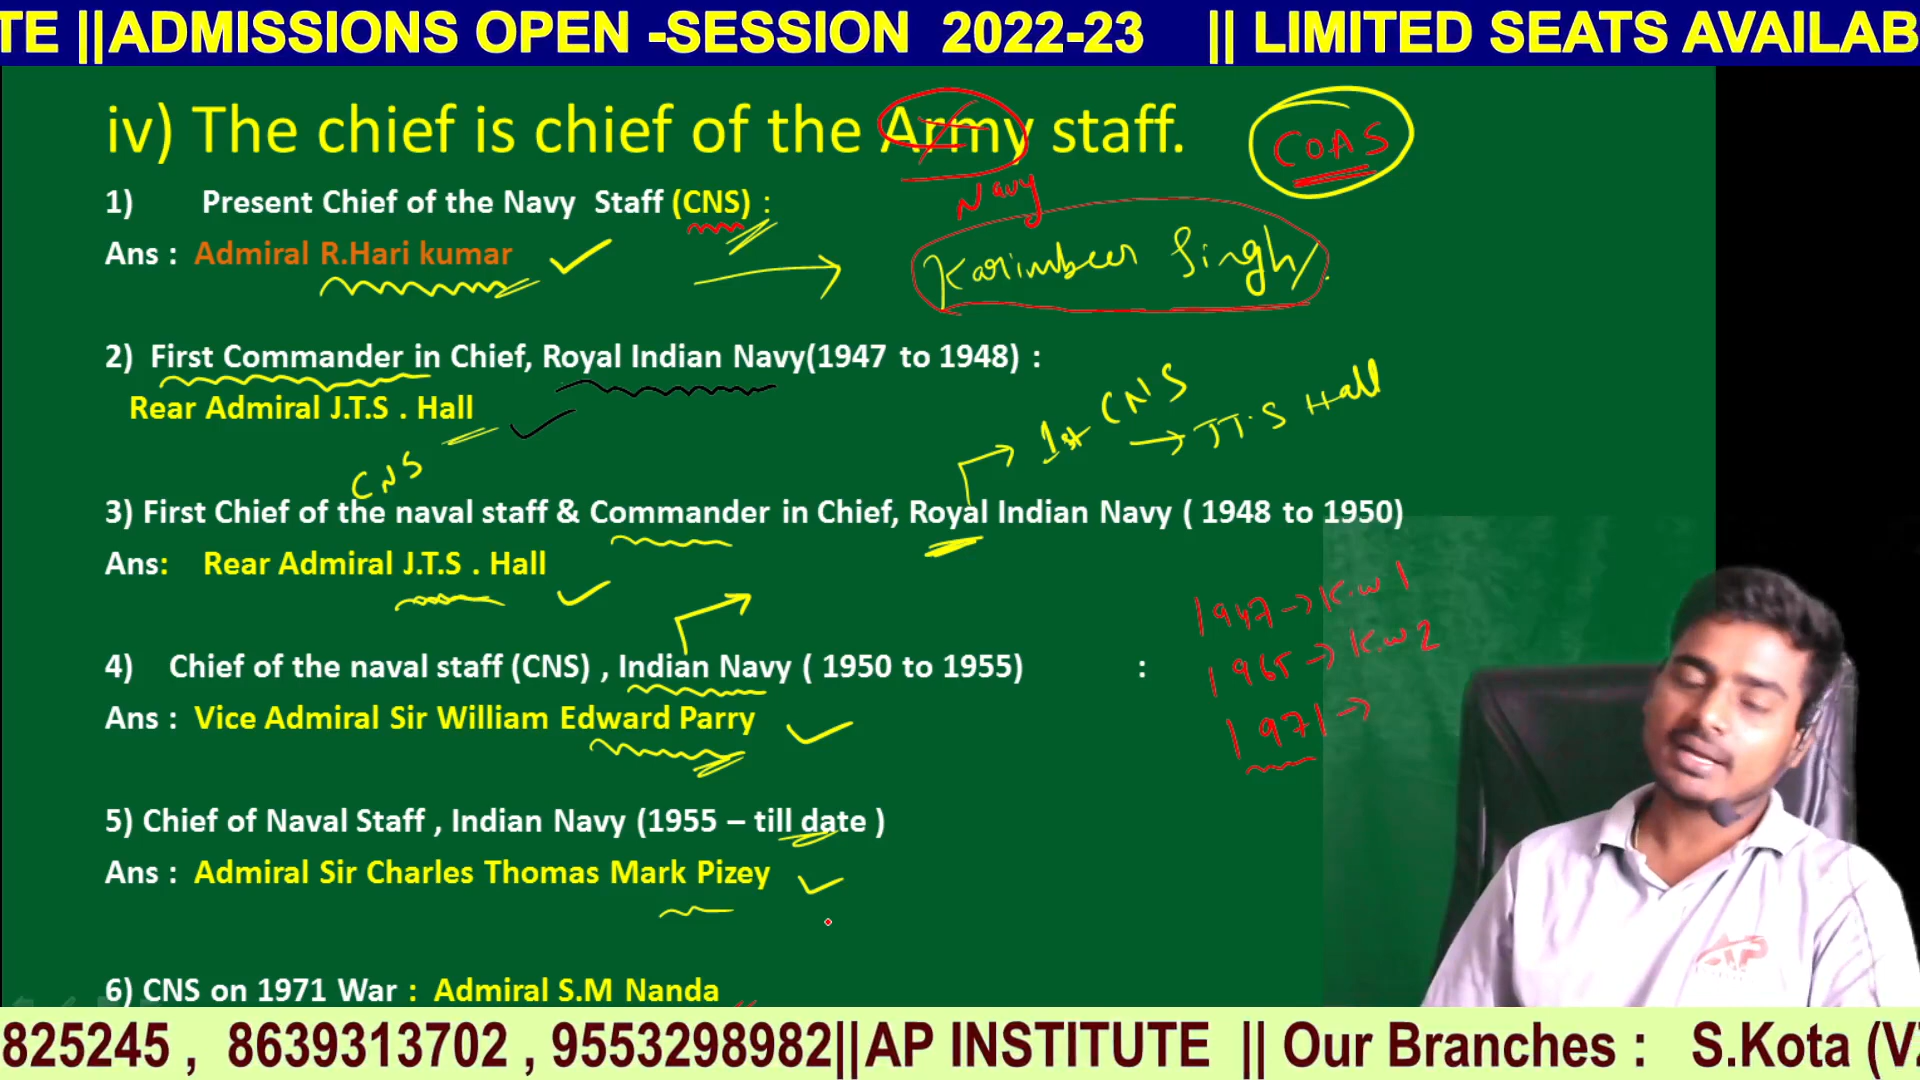 TE ||ADMISSIONS OPEN -SESSION 2022-23 || LIMITED SEATS AVAILAB
iv) The chief is chief of the Army staff.
COAS
Navy
1) Present Chief of the Navy Staff (CNS) :
Ans : Admiral R.Hari kumar
Karimbeer Singh
2) First Commander in Chief, Royal Indian Navy(1947 to 1948) :
Rear Admiral J.T.S . Hall
1st CNS
→ JT.S Hall
CNS
3) First Chief of the naval staff & Commander in Chief, Royal Indian Navy ( 1948 to 1950)
Ans: Rear Admiral J.T.S . Hall
1947 → K.W 1
1965 → K.W 2
1971 →
4) Chief of the naval staff (CNS) , Indian Navy ( 1950 to 1955) :
Ans : Vice Admiral Sir William Edward Parry
5) Chief of Naval Staff , Indian Navy (1955 – till date )
Ans : Admiral Sir Charles Thomas Mark Pizey
AP
6) CNS on 1971 War : Admiral S.M Nanda
825245 , 8639313702 , 9553298982||AP INSTITUTE || Our Branches : S.Kota (VZ